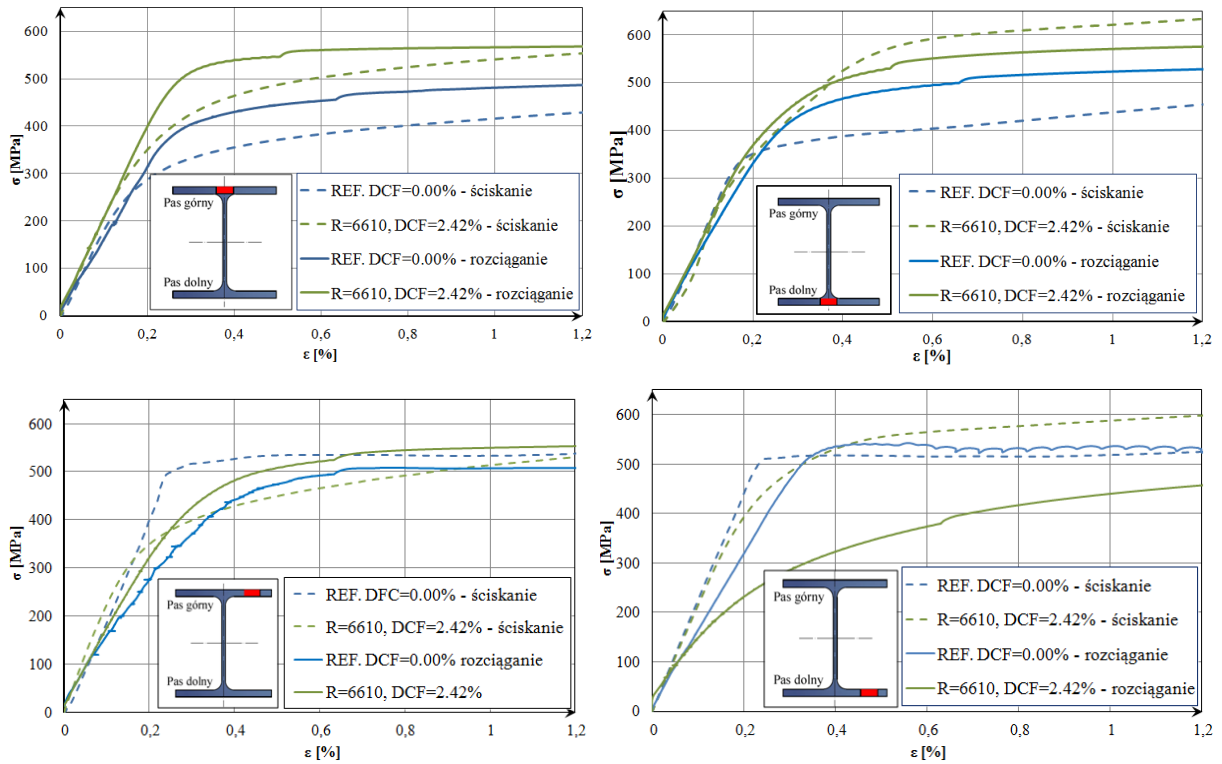 600
500
400
300
200
100
0
σ [MPa]
Pas górny
Pas dolny
REF. DCF=0.00% - ściskanie
R=6610, DCF=2.42% - ściskanie
REF. DCF=0.00% - rozciąganie
R=6610, DCF=2.42% - rozciąganie
0 0,2 0,4 0,6 0,8 1 1,2
ε [%]
600
500
400
300
200
100
0
σ [MPa]
Pas górny
Pas dolny
REF. DCF=0.00% - ściskanie
R=6610, DCF=2.42% - ściskanie
REF. DCF=0.00% - rozciąganie
R=6610, DCF=2.42% - rozciąganie
0 0,2 0,4 0,6 0,8 1 1,2
ε [%]
600
500
400
300
200
100
0
σ [MPa]
Pas górny
Pas dolny
REF. DFC=0.00% - ściskanie
R=6610, DCF=2.42% - ściskanie
REF. DCF=0.00% rozciąganie
R=6610, DCF=2.42%
0 0,2 0,4 0,6 0,8 1 1,2
ε [%]
600
500
400
300
200
100
0
σ [MPa]
Pas górny
Pas dolny
REF. DCF=0.00% - ściskanie
R=6610, DCF=2.42% - ściskanie
REF. DCF=0.00% - rozciąganie
R=6610, DCF=2.42% - rozciąganie
0 0,2 0,4 0,6 0,8 1 1,2
ε [%]